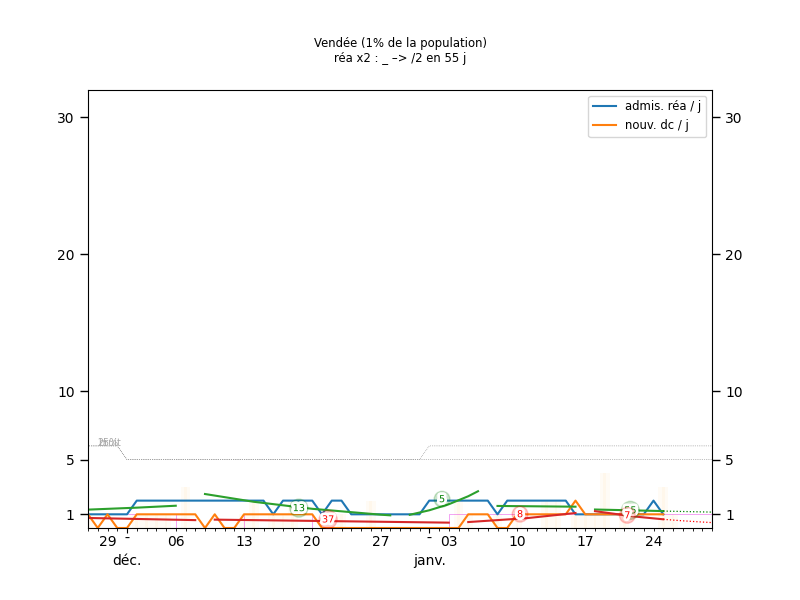 Vendée (1% de la population)
réa x2 : _ –> /2 en 55 j
admis. réa / j
nouv. dc / j
30 30
20 20
10 10
5 5
1 1
13
37
5
8
7
29 - 06 13 20 27 - 03 10 17 24
déc. janv.